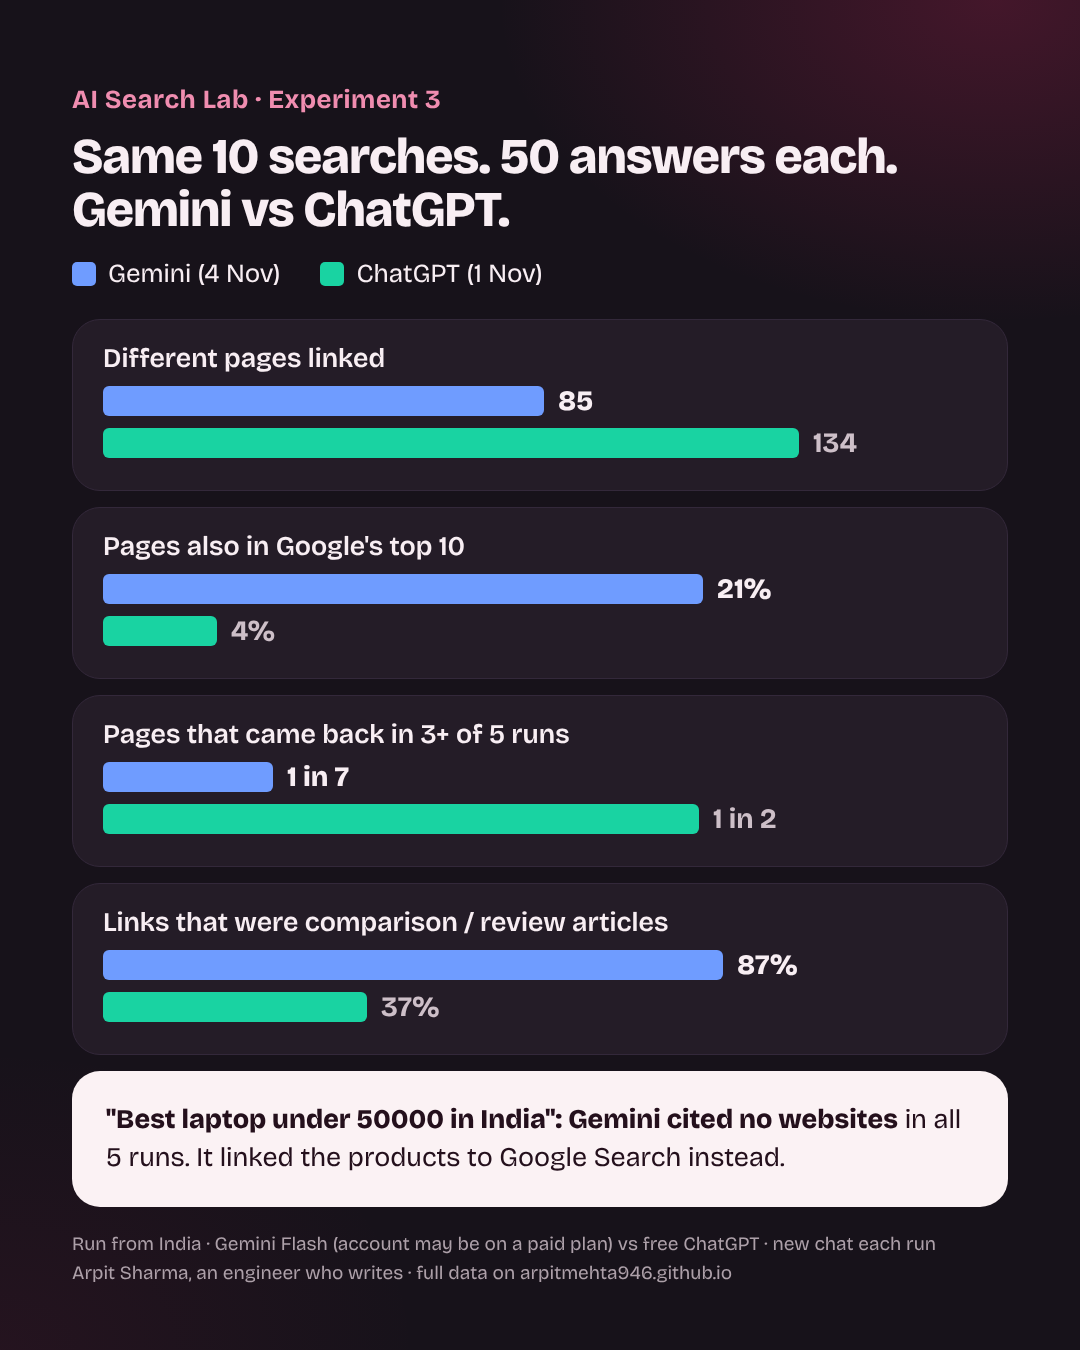 AI Search Lab · Experiment 3
Same 10 searches. 50 answers each.
Gemini vs ChatGPT.
Gemini (4 Nov) ChatGPT (1 Nov)
Different pages linked
85
134
Pages also in Google's top 10
21%
4%
Pages that came back in 3+ of 5 runs
1 in 7
1 in 2
Links that were comparison / review articles
87%
37%
"Best laptop under 50000 in India": Gemini cited no websites in all
5 runs. It linked the products to Google Search instead.
Run from India · Gemini Flash (account may be on a paid plan) vs free ChatGPT · new chat each run
Arpit Sharma, an engineer who writes · full data on arpitmehta946.github.io